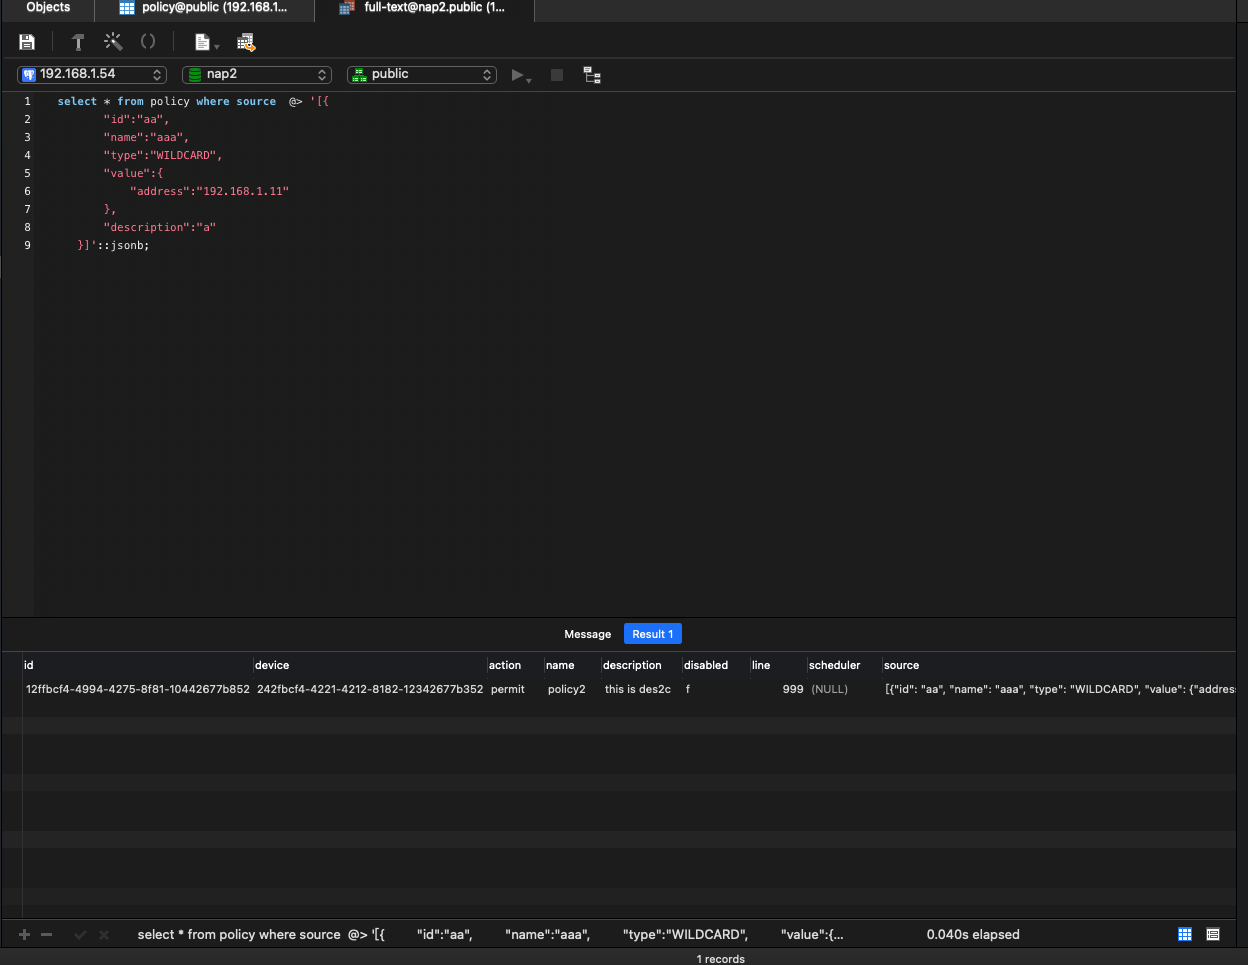 Objects policy@public (192.168.1... full-text@nap2.public (1...
192.168.1.54 nap2 public
1 select * from policy where source  @> '[{
2 "id":"aa",
3 "name":"aaa",
4 "type":"WILDCARD",
5 "value":{
6 "address":"192.168.1.11"
7 },
8 "description":"a"
9 }]'::jsonb;
Message Result 1
id device action name description disabled line scheduler source
12ffbcf4-4994-4275-8f81-10442677b852 242fbcf4-4221-4212-8182-12342677b352 permit policy2 this is des2c f 999 (NULL) [{"id": "aa", "name": "aaa", "type": "WILDCARD", "value": {"addres
select * from policy where source  @> '[{ "id":"aa", "name":"aaa", "type":"WILDCARD", "value":{... 0.040s elapsed
1 records